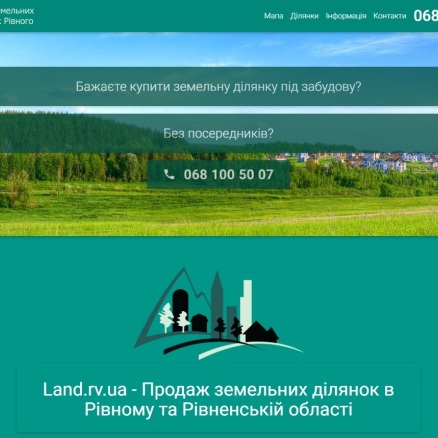 земельних
Рівного
Мапа Ділянки Інформація Контакти 068
Бажаєте купити земельну ділянку під забудову?
Без посередників?
068 100 50 07
Land.rv.ua - Продаж земельних ділянок в
Рівному та Рівненській області